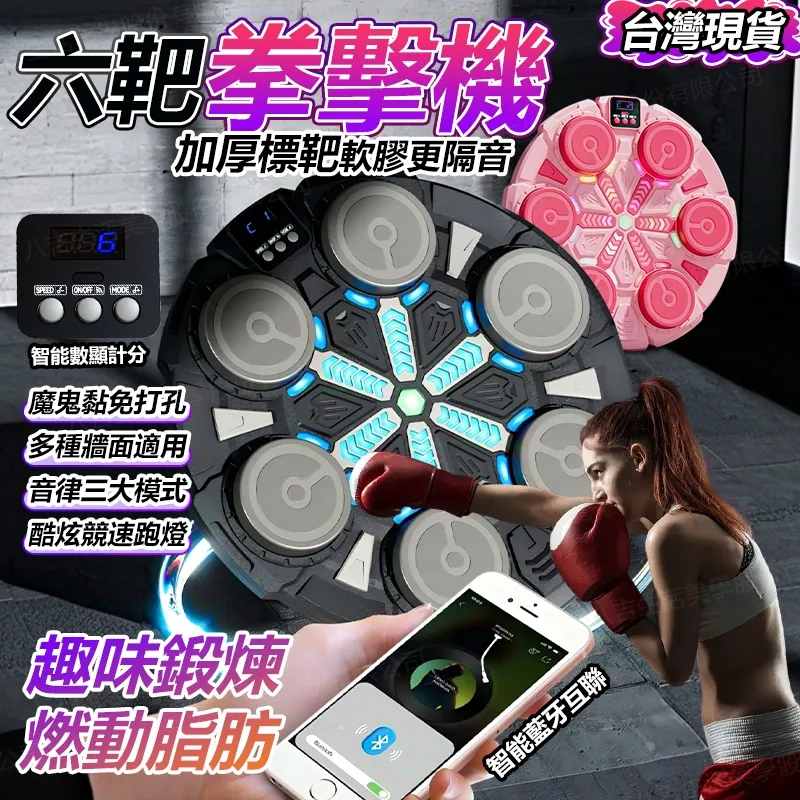 台灣現貨
六靶拳擊機
加厚標靶軟膠更隔音
C1
6
SPEED
ON/OFF
MODE
智能數顯計分
魔鬼黏免打孔
多種牆面適用
音律三大模式
酷炫競速跑燈
趣味鍛煉
燃動脂肪
Bluetooth
智能藍牙互聯